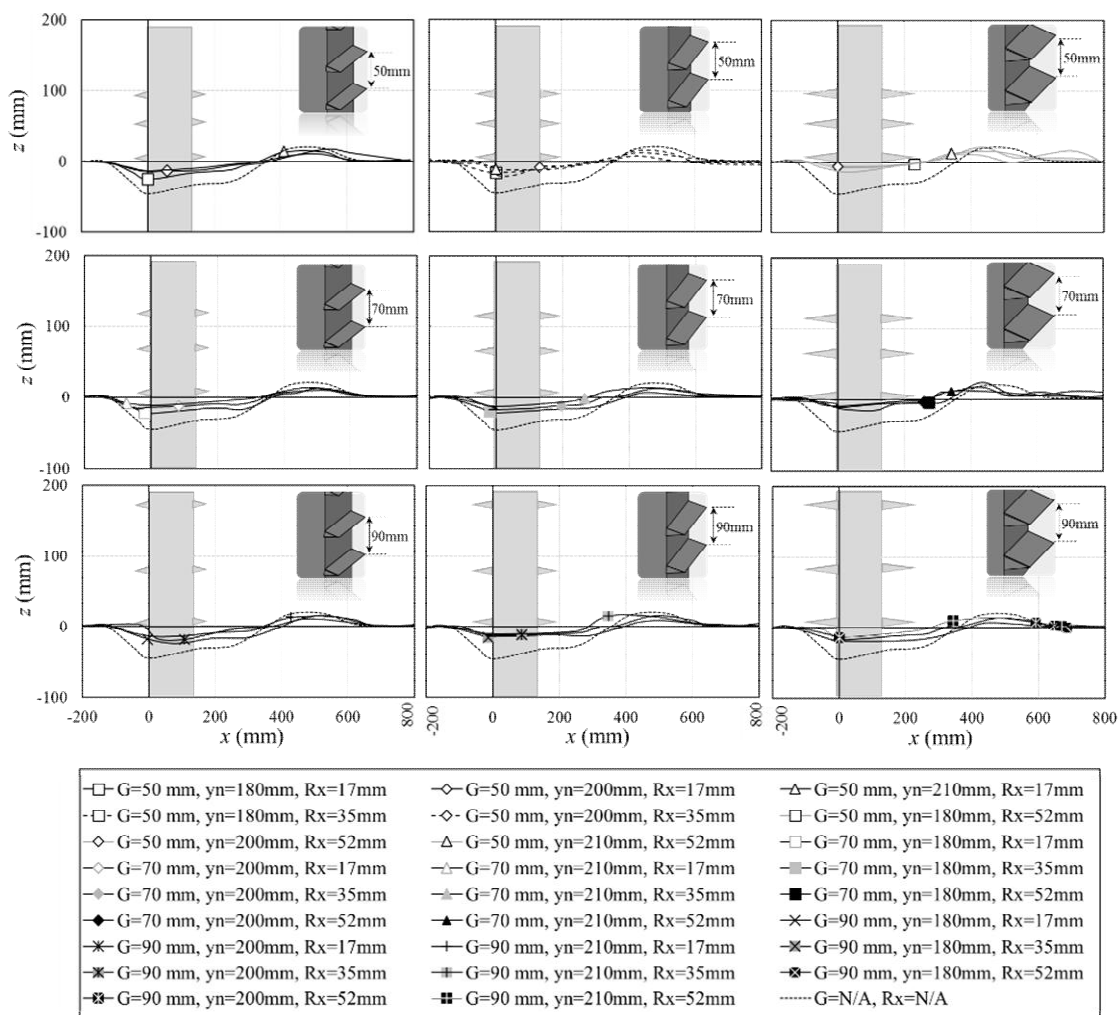 200
100
0
-100
z (mm)
50mm
50mm
50mm
200
100
0
-100
z (mm)
70mm
70mm
70mm
200
100
0
-100
z (mm)
90mm
90mm
90mm
-200 0 200 400 600 800
-200 0 200 400 600 800
-200 0 200 400 600 800
x (mm) x (mm) x (mm)
G=50 mm, yn=180mm, Rx=17mm G=50 mm, yn=200mm, Rx=17mm G=50 mm, yn=210mm, Rx=17mm
G=50 mm, yn=180mm, Rx=35mm G=50 mm, yn=200mm, Rx=35mm G=50 mm, yn=180mm, Rx=52mm
G=50 mm, yn=200mm, Rx=52mm G=50 mm, yn=210mm, Rx=52mm G=70 mm, yn=180mm, Rx=17mm
G=70 mm, yn=200mm, Rx=17mm G=70 mm, yn=210mm, Rx=17mm G=70 mm, yn=180mm, Rx=35mm
G=70 mm, yn=200mm, Rx=35mm G=70 mm, yn=210mm, Rx=35mm G=70 mm, yn=180mm, Rx=52mm
G=70 mm, yn=200mm, Rx=52mm G=70 mm, yn=210mm, Rx=52mm G=90 mm, yn=180mm, Rx=17mm
G=90 mm, yn=200mm, Rx=17mm G=90 mm, yn=210mm, Rx=17mm G=90 mm, yn=180mm, Rx=35mm
G=90 mm, yn=200mm, Rx=35mm G=90 mm, yn=210mm, Rx=35mm G=90 mm, yn=180mm, Rx=52mm
G=90 mm, yn=200mm, Rx=52mm G=90 mm, yn=210mm, Rx=52mm G=N/A, Rx=N/A